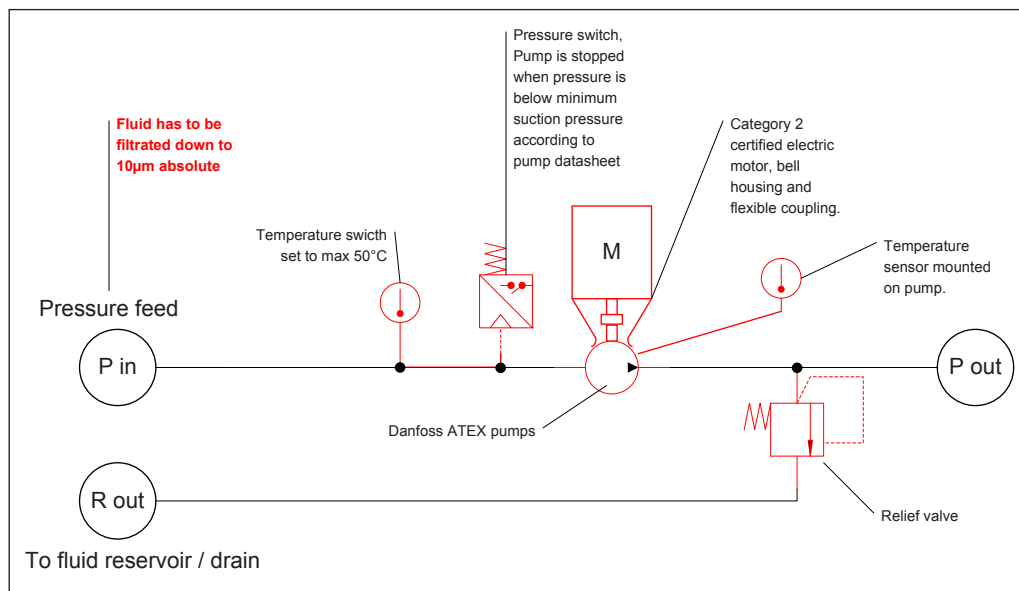 Pressure switch,
Pump is stopped
when pressure is
below minimum
suction pressure
according to
pump datasheet
Fluid has to be
filtrated down to
10µm absolute
Category 2
certified electric
motor, bell
housing and
flexible coupling.
Temperature swicth
set to max 50°C
M
Temperature
sensor mounted
on pump.
Pressure feed
P in
P out
Danfoss ATEX pumps
R out
Relief valve
To fluid reservoir / drain